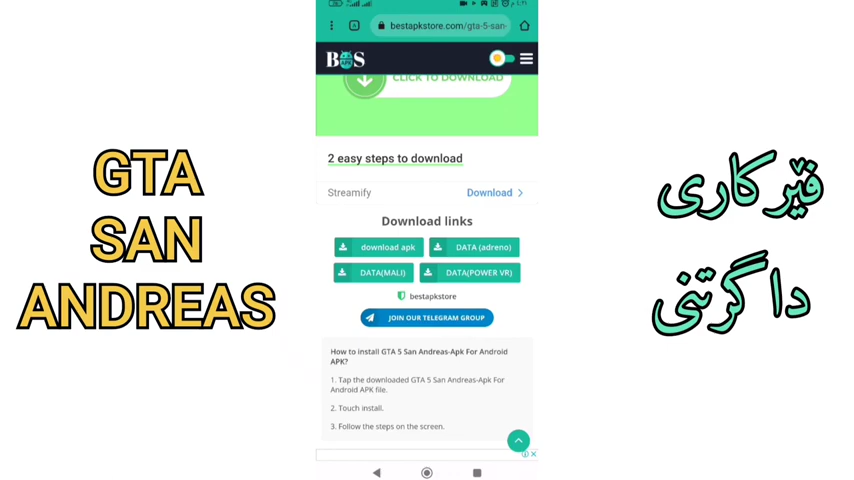 GTA
SAN
ANDREAS
bestapkstore.com/gta-5-san-
B S
APK
CLICK TO DOWNLOAD
2 easy steps to download
Streamify
Download
Download links
download apk
DATA (adreno)
DATA(MALI)
DATA(POWER VR)
bestapkstore
JOIN OUR TELEGRAM GROUP
How to install GTA 5 San Andreas-Apk For Android
APK?
1. Tap the downloaded GTA 5 San Andreas-Apk For
Android APK file.
2. Touch install.
3. Follow the steps on the screen.
فێرکاری
داگرتنی